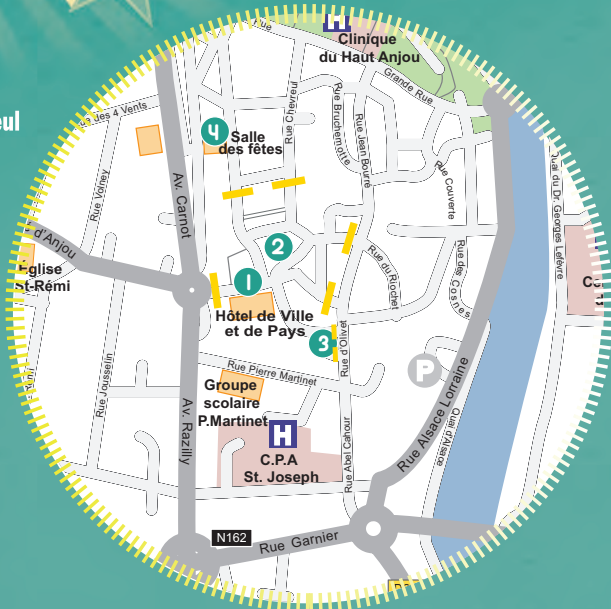 eul
H
Clinique
du Haut Anjou
Rue
Grande Rue
Rue des 4 Vents
4
Salle
des fêtes
Rue Chevreul
Rue Bruchemotte
Rue Jean Bourré
Rue Volney
Av. Carnot
Rue Couverte
Quai du Dr. Georges Lefèvre
d'Anjou
Eglise
St-Rémi
2
1
Hôtel de Ville
et de Pays
Rue du Riochet
Rue des Cosnes
3
Rue d'Olivet
Rue Pierre Martinet
P
Rue Jousselin
Groupe
scolaire
P.Martinet
Av. Razilly
H
C.P.A
St. Joseph
Rue Abel Cahour
Rue Alsace Lorraine
Quai d'Alsace
N162
Rue Garnier